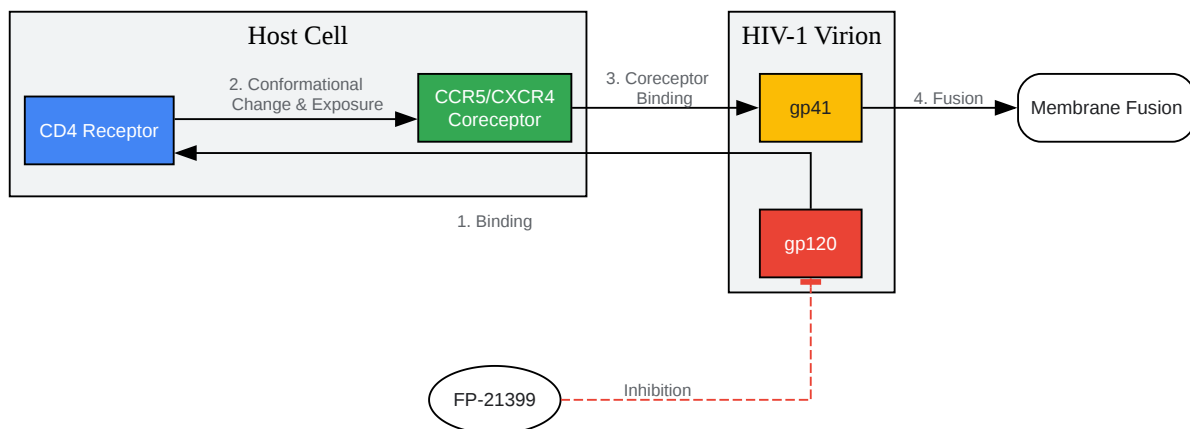 Host Cell
HIV-1 Virion
2. Conformational
Change & Exposure
3. Coreceptor
Binding
CD4 Receptor
CCR5/CXCR4
Coreceptor
gp41
4. Fusion
Membrane Fusion
1. Binding
gp120
FP-21399
Inhibition